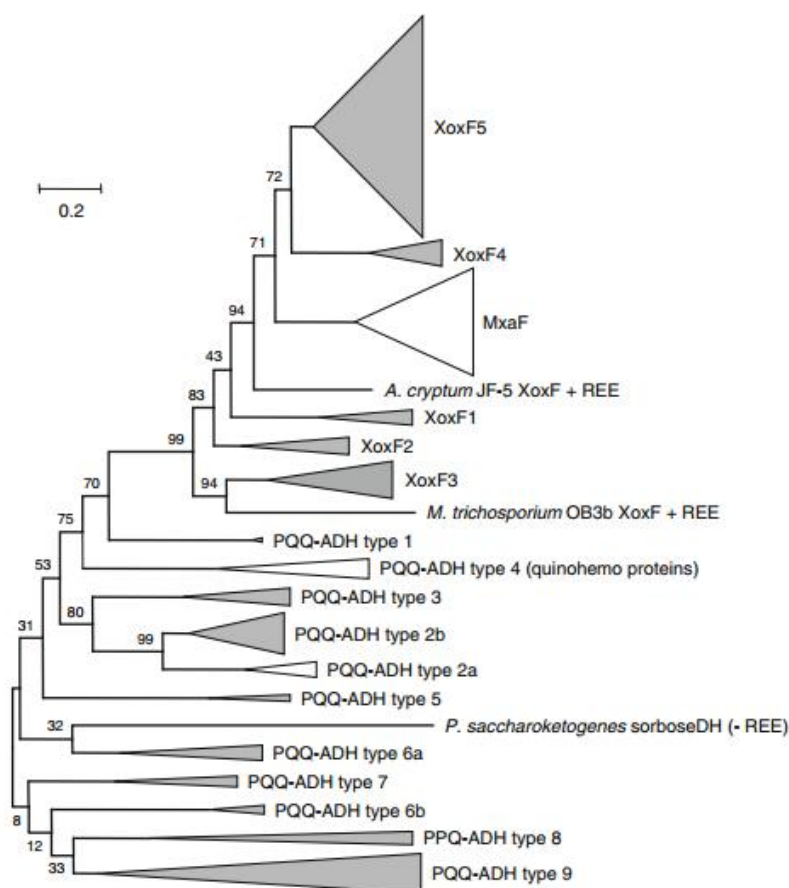 XoxF5
72
0.2
71
XoxF4
94
MxaF
43
A. cryptum JF-5 XoxF + REE
83
XoxF1
99
XoxF2
94
XoxF3
70
M. trichosporium OB3b XoxF + REE
75
PQQ-ADH type 1
53
PQQ-ADH type 4 (quinohemo proteins)
80
PQQ-ADH type 3
31
99
PQQ-ADH type 2b
PQQ-ADH type 2a
PQQ-ADH type 5
32
P. saccharoketogenes sorboseDH (- REE)
PQQ-ADH type 6a
PQQ-ADH type 7
8
PQQ-ADH type 6b
12
PPQ-ADH type 8
33
PQQ-ADH type 9